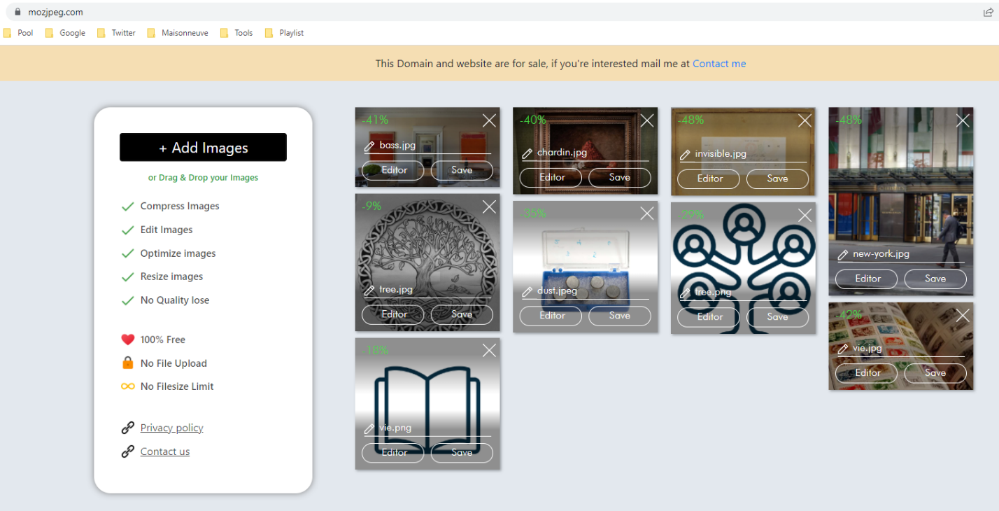 mozjpeg.com
Pool Google Twitter Maisonneuve Tools Playlist
This Domain and website are for sale, if you're interested mail me at Contact me
+ Add Images
or Drag & Drop your Images
Compress Images
Edit Images
Optimize images
Resize images
No Quality lose
100% Free
No File Upload
No Filesize Limit
Privacy policy
Contact us
-41%
bass.jpg
Editor Save
-9%
tree.jpg
Editor Save
-18%
vie.png
Editor Save
-40%
chardin.jpg
Editor Save
-35%
dust.jpeg
Editor Save
-48%
invisible.jpg
Editor Save
-29%
tree.png
Editor Save
-48%
new-york.jpg
Editor Save
-42%
vie.jpg
Editor Save